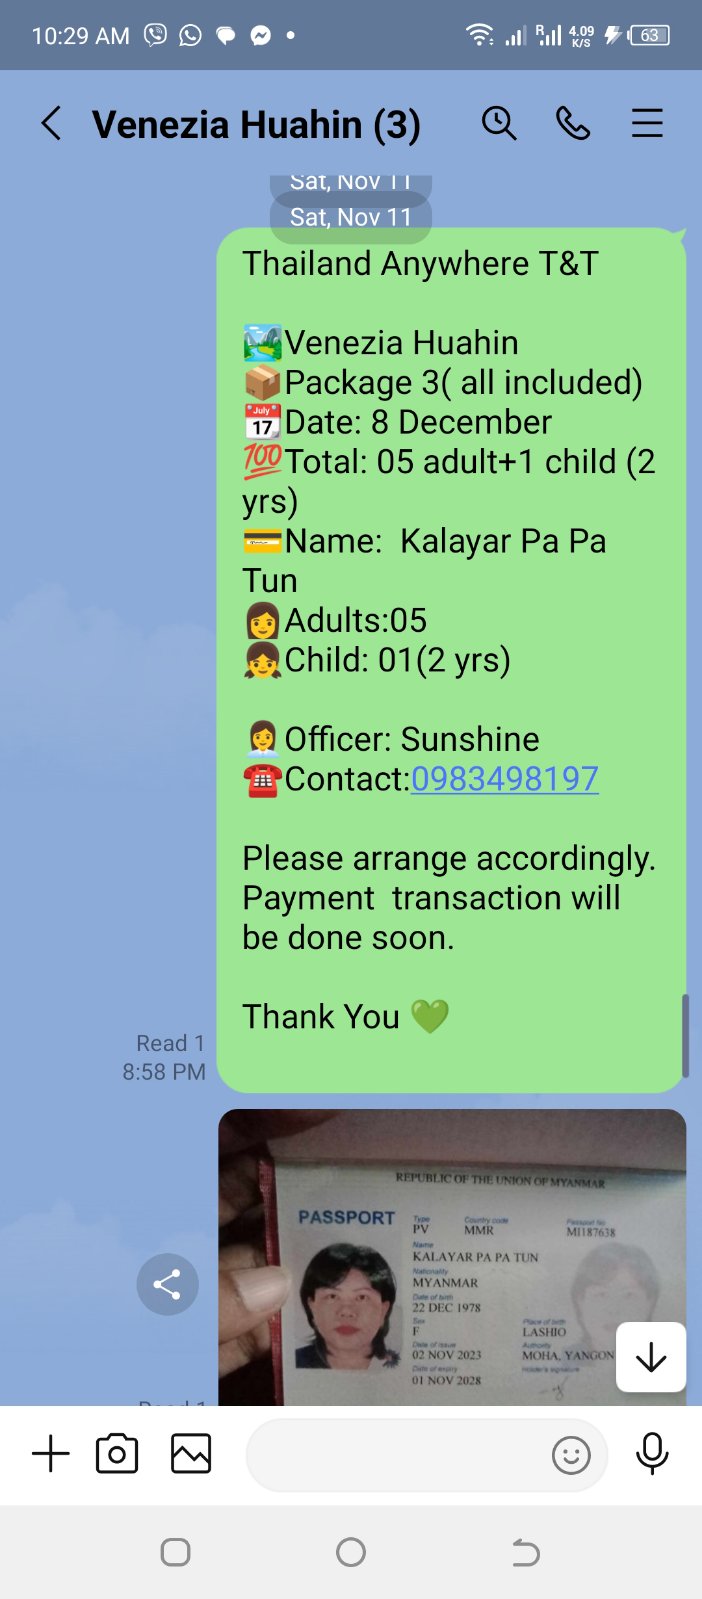 10:29 AM
R
4.09
K/S
63
Venezia Huahin (3)
Sat, Nov 11
Sat, Nov 11
Thailand Anywhere T&T
July
17
Venezia Huahin
Package 3( all included)
Date: 8 December
100
Total: 05 adult+1 child (2
yrs)
Name:  Kalayar Pa Pa
Tun
Adults:05
Child: 01(2 yrs)
Officer: Sunshine
Contact:0983498197
Please arrange accordingly.
Payment  transaction will
be done soon.
Thank You
Read 1
8:58 PM
REPUBLIC OF THE UNION OF MYANMAR
PASSPORT
Type Country code Passport No
PV MMR MI187638
Name
KALAYAR PA PA TUN
Nationality
MYANMAR
Date of birth
22 DEC 1978
Sex Place of birth
F LASHIO
Date of issue Authority
02 NOV 2023 MOHA, YANGON
Date of expiry Holder's signature
01 NOV 2028
Read 1